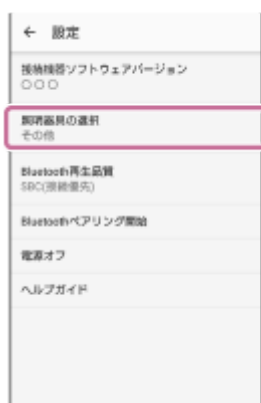 ← 設定
接続機器ソフトウェアバージョン
○○○
照明器具の選択
その他
Bluetooth再生品質
SBC(接続優先)
Bluetoothペアリング開始
電源オフ
ヘルプガイド